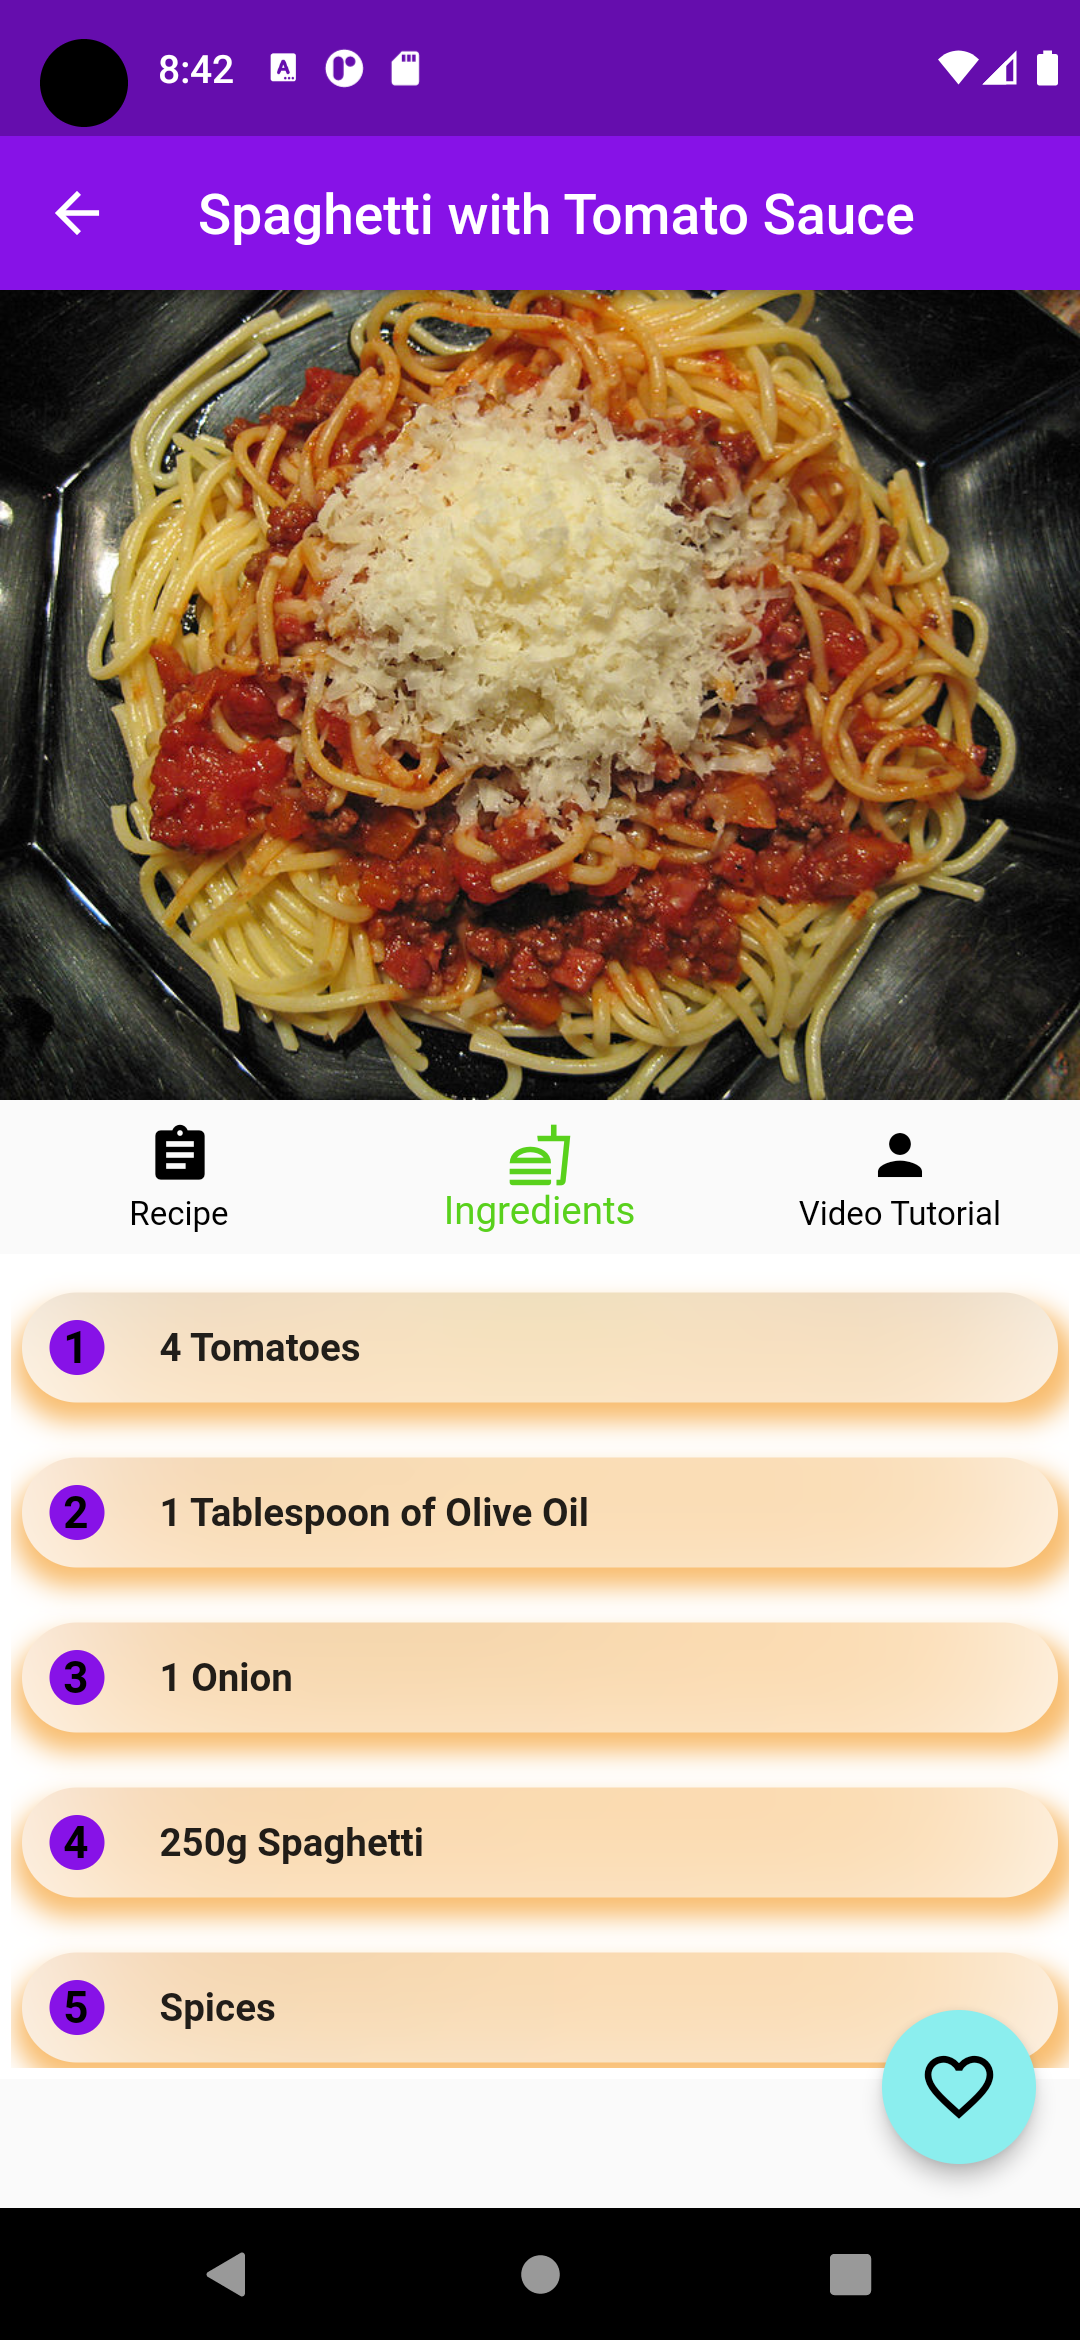 8:42
Spaghetti with Tomato Sauce
Recipe
Ingredients
Video Tutorial
1 4 Tomatoes
2 1 Tablespoon of Olive Oil
3 1 Onion
4 250g Spaghetti
5 Spices